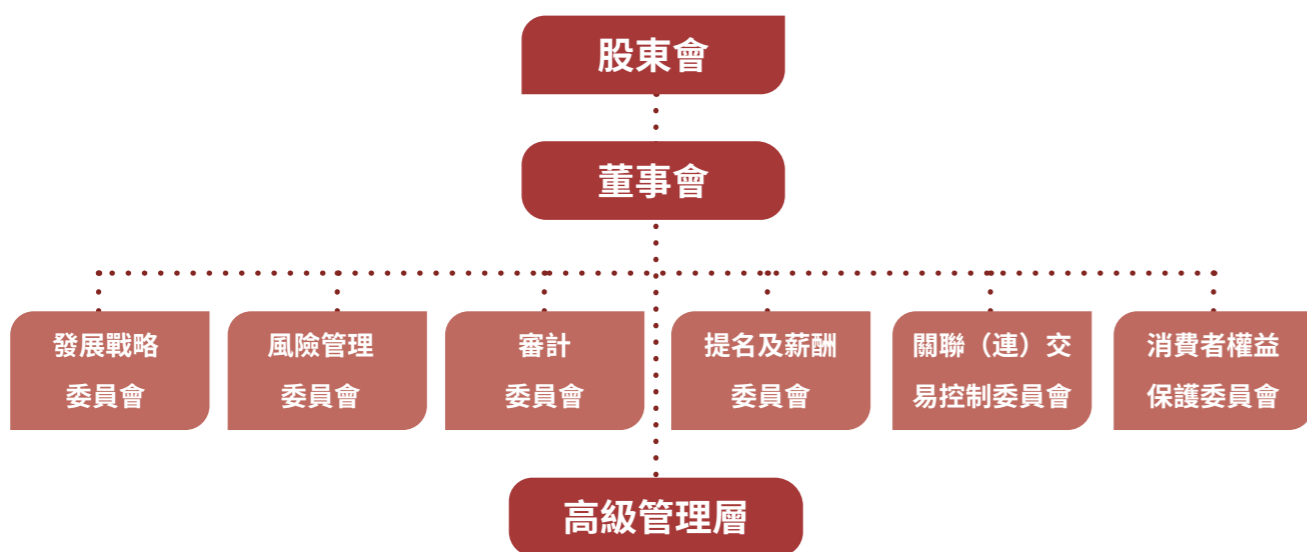 股東會
董事會
發展戰略
委員會
風險管理
委員會
審計
委員會
提名及薪酬
委員會
關聯（連）交
易控制委員會
消費者權益
保護委員會
高級管理層